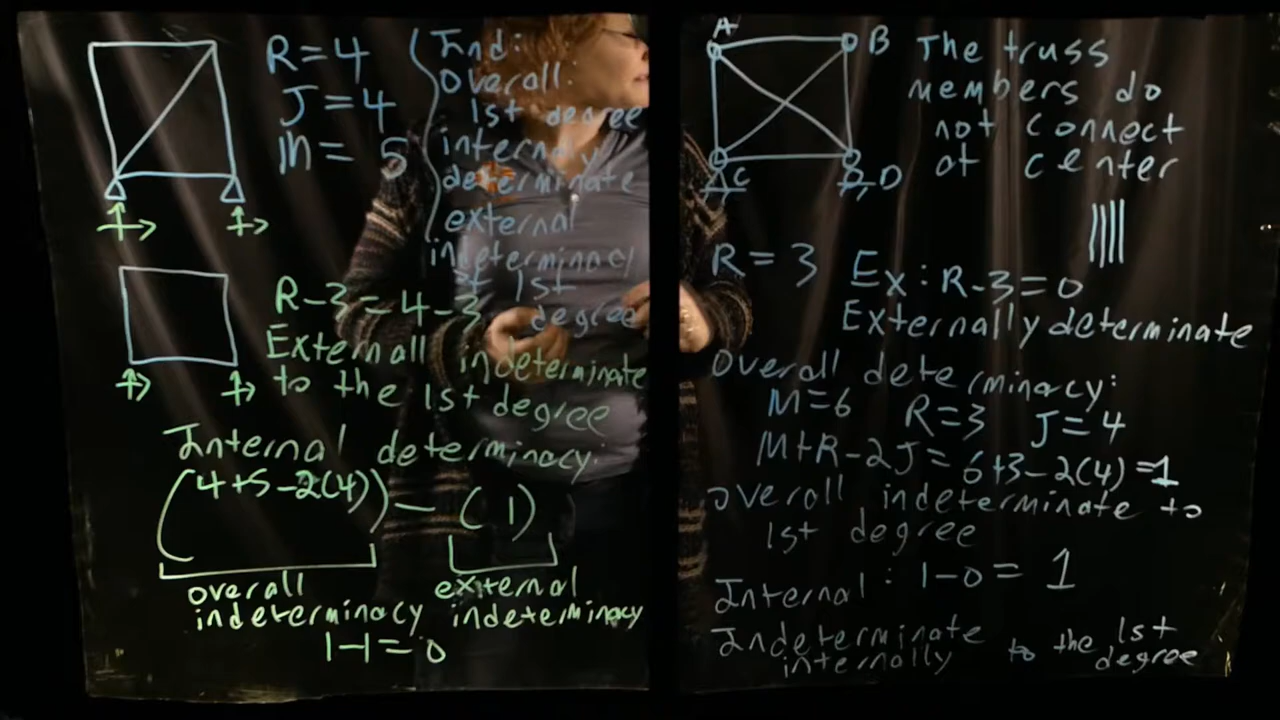 R=4
J=4
m=5
Find:
overall:
1st degree
internaly
determinate
external
indeterminacy
of 1st
degree
R-3=4-3
Externall indeterminate
to the 1st degree
Internal determinacy:
(4+5-2(4)) - (1)
overall
indeterminacy
external
indeterminacy
1-1=0
A
B
C
D
The truss
members do
not connect
at center
R=3
Ex: R-3=0
Externally determinate
Overall determinacy:
M=6 R=3 J=4
M+R-2J=6+3-2(4)=1
overall indeterminate to
1st degree
Internal: 1-0=1
Indeterminate
internally
to the 1st
degree